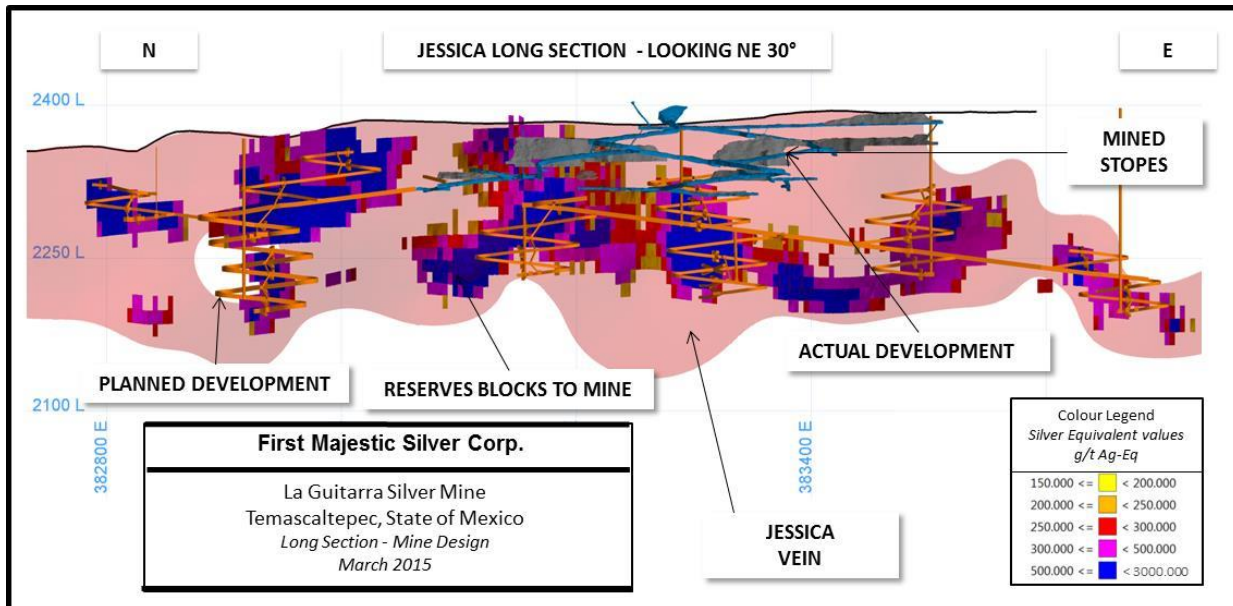 N
JESSICA LONG SECTION - LOOKING NE 30°
E
2400 L
MINED
STOPES
2250 L
PLANNED DEVELOPMENT
RESERVES BLOCKS TO MINE
ACTUAL DEVELOPMENT
2100 L
382800 E
383400 E
First Majestic Silver Corp.
La Guitarra Silver Mine
Temascaltepec, State of Mexico
Long Section - Mine Design
March 2015
JESSICA
VEIN
Colour Legend
Silver Equivalent values
g/t Ag-Eq
150.000 <= < 200.000
200.000 <= < 250.000
250.000 <= < 300.000
300.000 <= < 500.000
500.000 <= < 3000.000